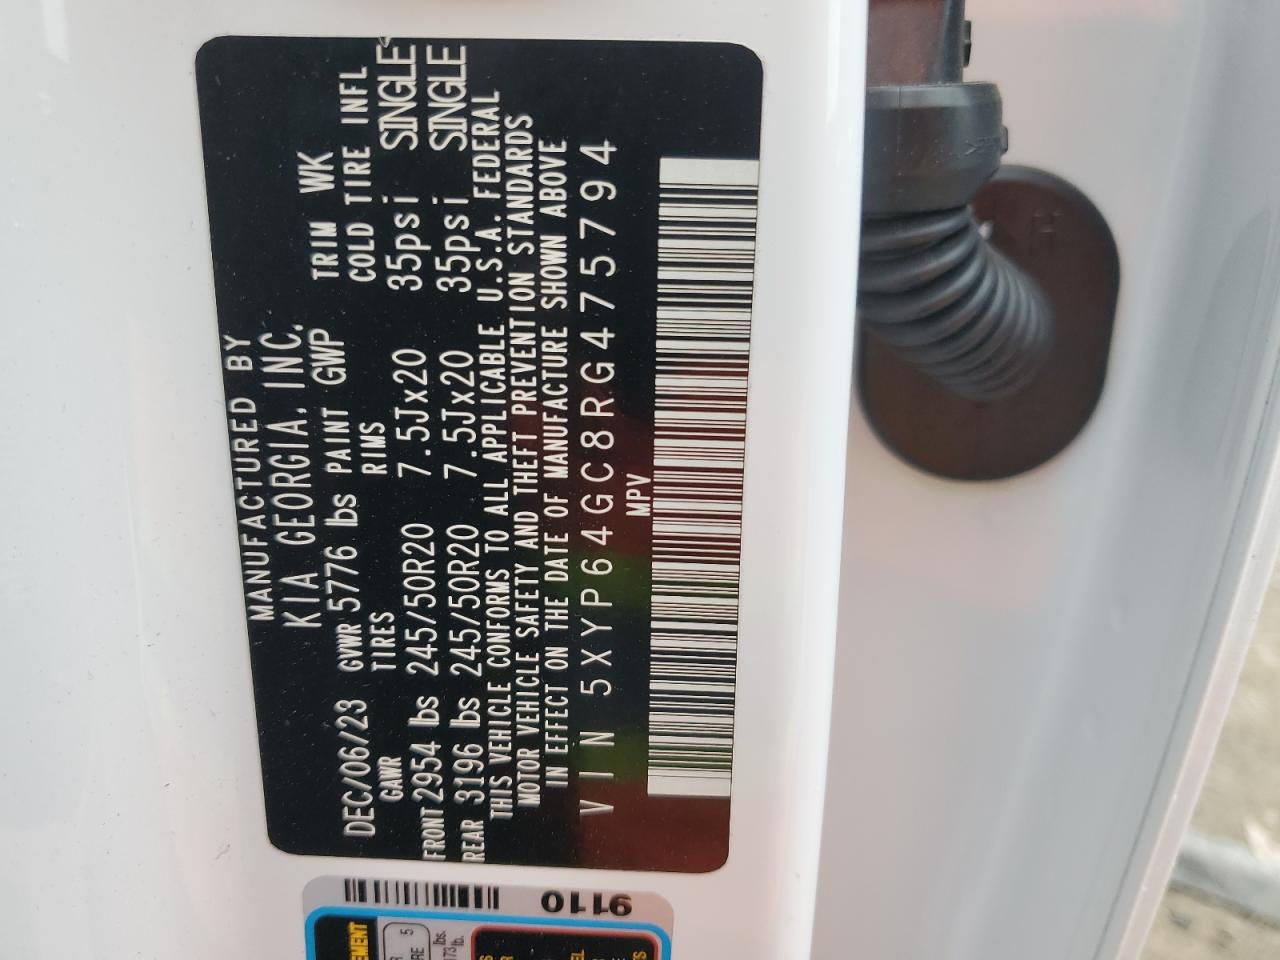 MANUFACTURED BY
KIA GEORGIA. INC.
DEC/06/23 GVWR 5776 lbs PAINT GWP TRIM WK
GAWR TIRES RIMS COLD TIRE INFL
FRONT 2954 lbs 245/50R20 7.5Jx20 35psi SINGLE
REAR 3196 lbs 245/50R20 7.5Jx20 35psi SINGLE
THIS VEHICLE CONFORMS TO ALL APPLICABLE U.S.A. FEDERAL
MOTOR VEHICLE SAFETY AND THEFT PREVENTION STANDARDS
IN EFFECT ON THE DATE OF MANUFACTURE SHOWN ABOVE
VIN 5XYP64GC8RG475794
MPV
9110
5
lbs.
lb.